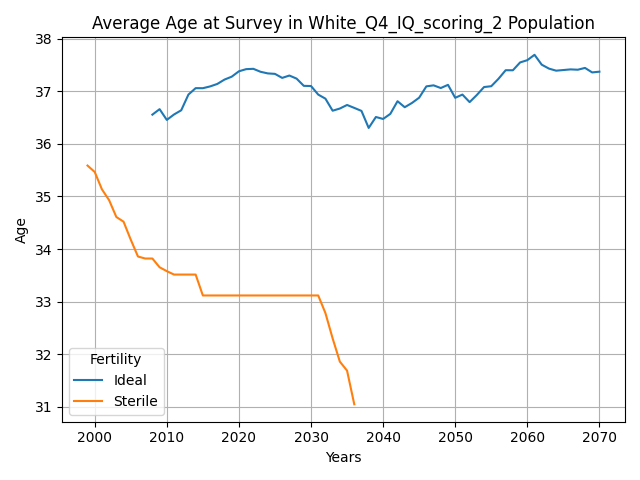 Average Age at Survey in White_Q4_IQ_scoring_2 Population
38
37
36
35
34
33
32
31
Age
Fertility
Ideal
Sterile
2000 2010 2020 2030 2040 2050 2060 2070
Years